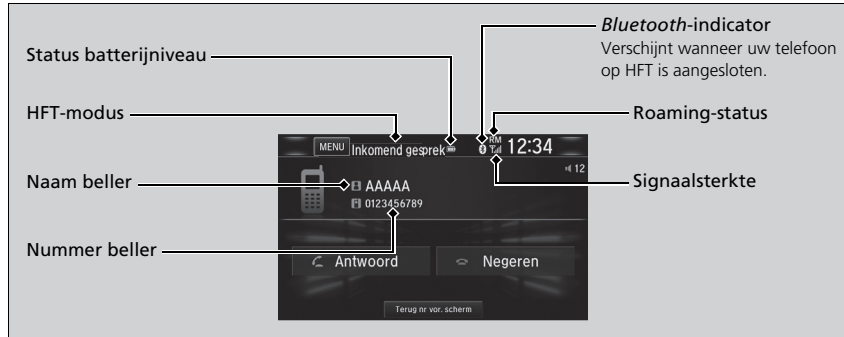 Bluetooth-indicator
Verschijnt wanneer uw telefoon
op HFT is aangesloten.
Status batterijniveau
HFT-modus
Roaming-status
MENU
Inkomend gesprek
RM
12:34
12
Naam beller
AAAAA
Signaalsterkte
0123456789
Nummer beller
Antwoord
Negeren
Terug nr vor. scherm